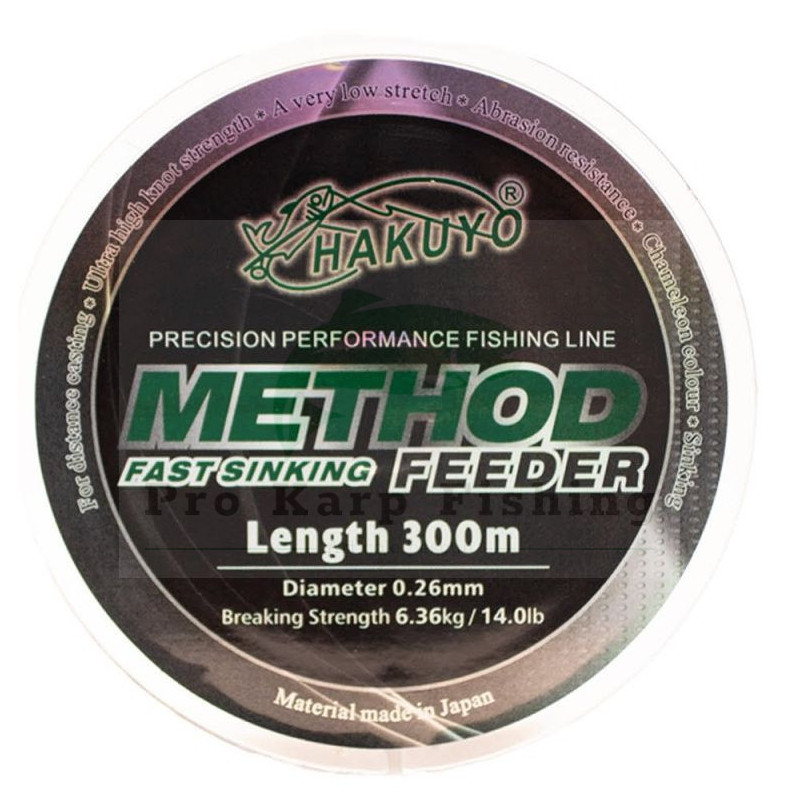 For distance casting * Ultra high knot strength * A very low stretch * Abrasion resistance * Chameleon colour * Sinking
HAKUYO®
PRECISION PERFORMANCE FISHING LINE
METHOD
FAST SINKING FEEDER
Pro Karp Fishing
Length 300m
Diameter 0.26mm
Breaking Strength 6.36kg / 14.0lb
Material made in Japan